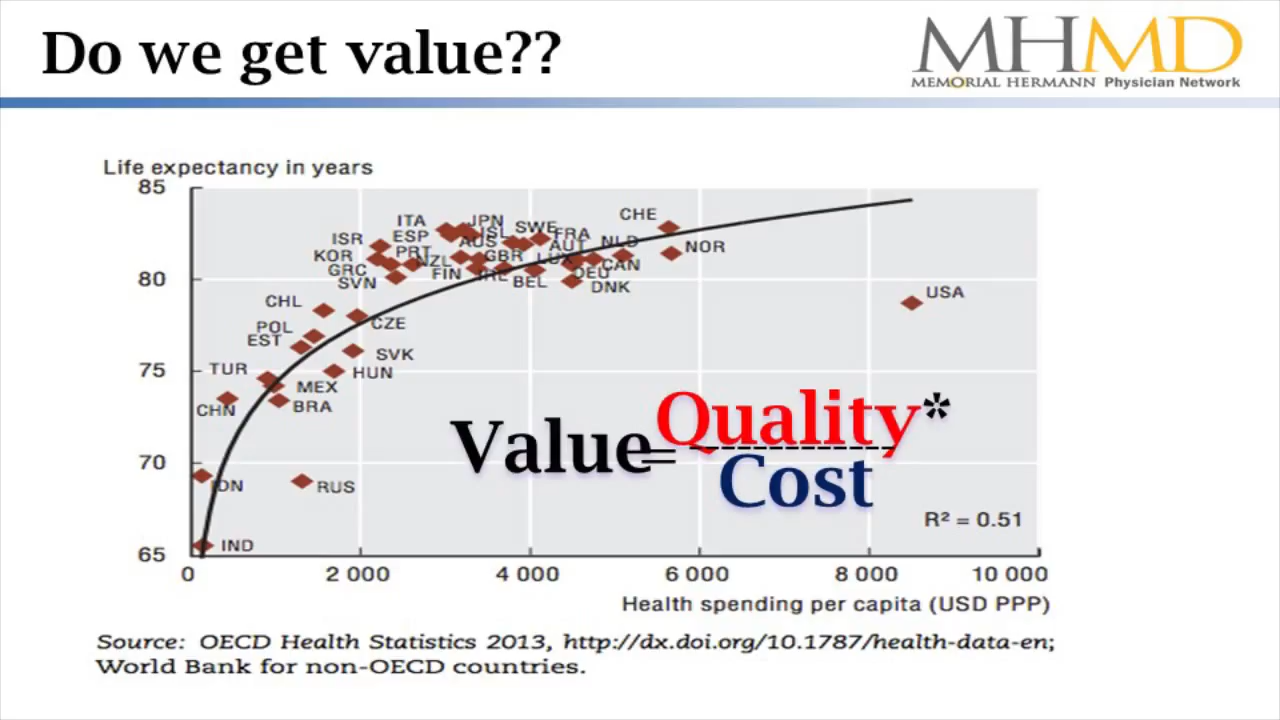 Do we get value??
MHMD
MEMORIAL HERMANN Physician Network
Life expectancy in years
85
80
75
70
65
ITA
JPN
ISL
SWE
CHE
ISR
ESP
AUS
FRA
AUT
NLD
NOR
KOR
PRT
NZL
GBR
LUX
CAN
GRC
FIN
IRL
DEU
SVN
BEL
DNK
USA
CHL
POL
CZE
EST
SVK
TUR
HUN
MEX
CHN
BRA
IDN
RUS
IND
Value=
Quality*
Cost
R² = 0.51
0 2 000 4 000 6 000 8 000 10 000
Health spending per capita (USD PPP)
Source: OECD Health Statistics 2013, http://dx.doi.org/10.1787/health-data-en;
World Bank for non-OECD countries.